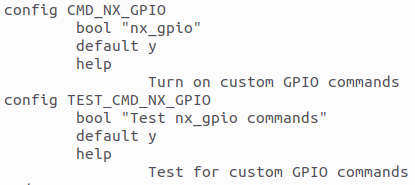 config CMD_NX_GPIO
bool "nx_gpio"
default y
help
Turn on custom GPIO commands
config TEST_CMD_NX_GPIO
bool "Test nx_gpio commands"
default y
help
Test for custom GPIO commands